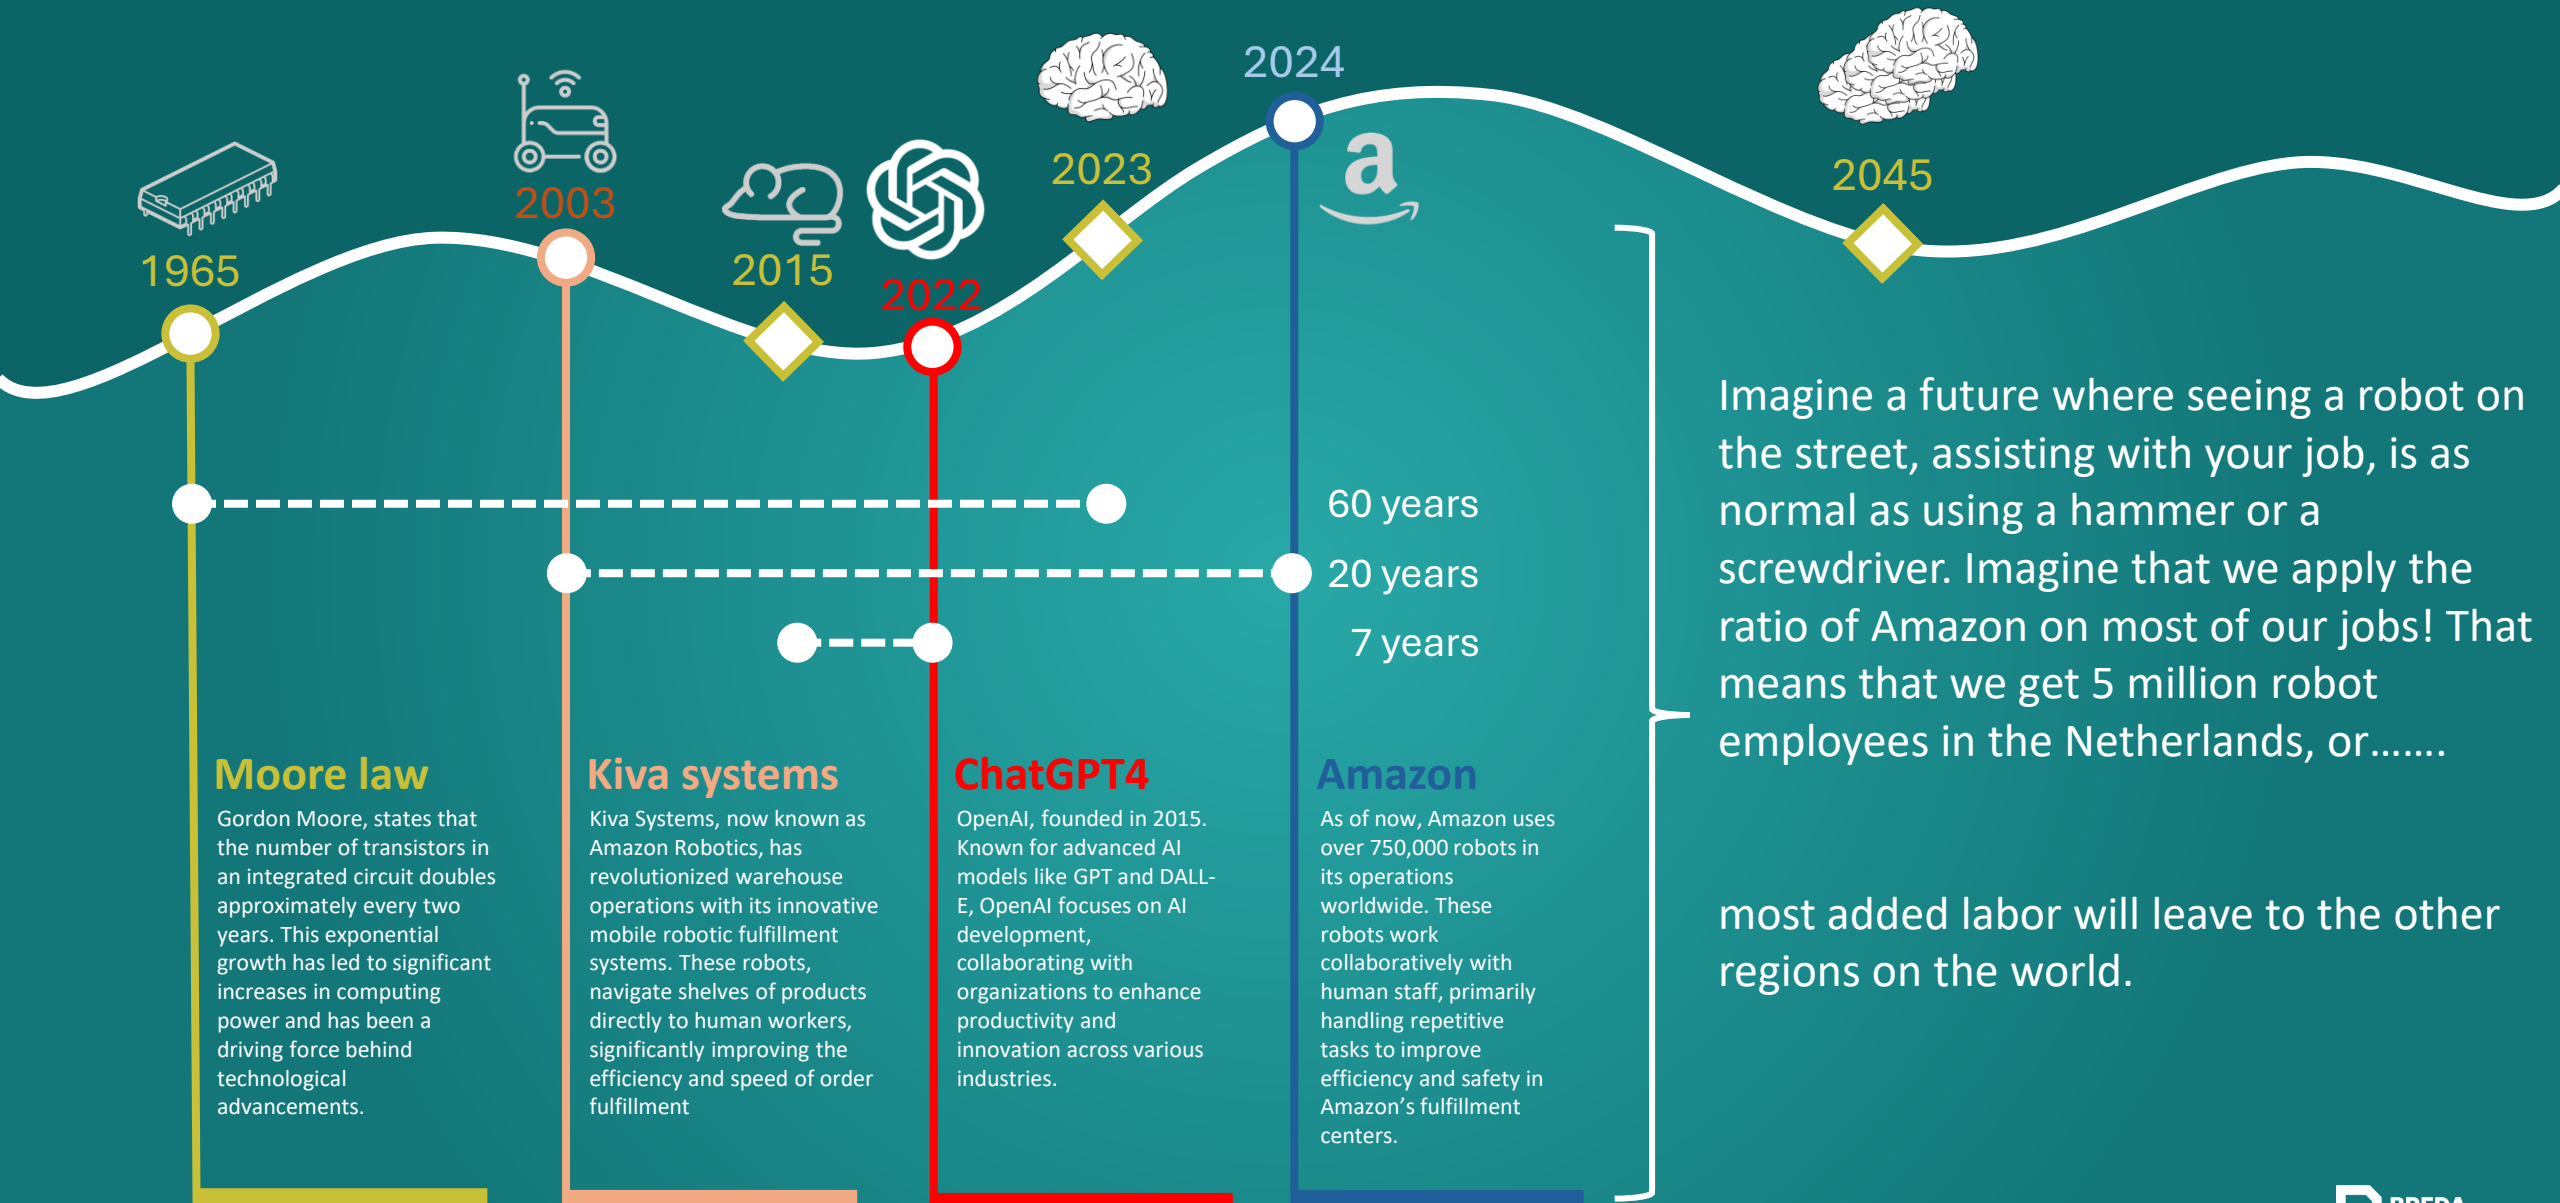 1965
2003
2015
2022
2023
2024
a
2045
60 years
20 years
7 years
Moore law
Gordon Moore, states that
the number of transistors in
an integrated circuit doubles
approximately every two
years. This exponential
growth has led to significant
increases in computing
power and has been a
driving force behind
technological
advancements.
Kiva systems
Kiva Systems, now known as
Amazon Robotics, has
revolutionized warehouse
operations with its innovative
mobile robotic fulfillment
systems. These robots,
navigate shelves of products
directly to human workers,
significantly improving the
efficiency and speed of order
fulfillment
ChatGPT4
OpenAI, founded in 2015.
Known for advanced AI
models like GPT and DALL-
E, OpenAI focuses on AI
development,
collaborating with
organizations to enhance
productivity and
innovation across various
industries.
Amazon
As of now, Amazon uses
over 750,000 robots in
its operations
worldwide. These
robots work
collaboratively with
human staff, primarily
handling repetitive
tasks to improve
efficiency and safety in
Amazon’s fulfillment
centers.
Imagine a future where seeing a robot on
the street, assisting with your job, is as
normal as using a hammer or a
screwdriver. Imagine that we apply the
ratio of Amazon on most of our jobs! That
means that we get 5 million robot
employees in the Netherlands, or.......
most added labor will leave to the other
regions on the world.